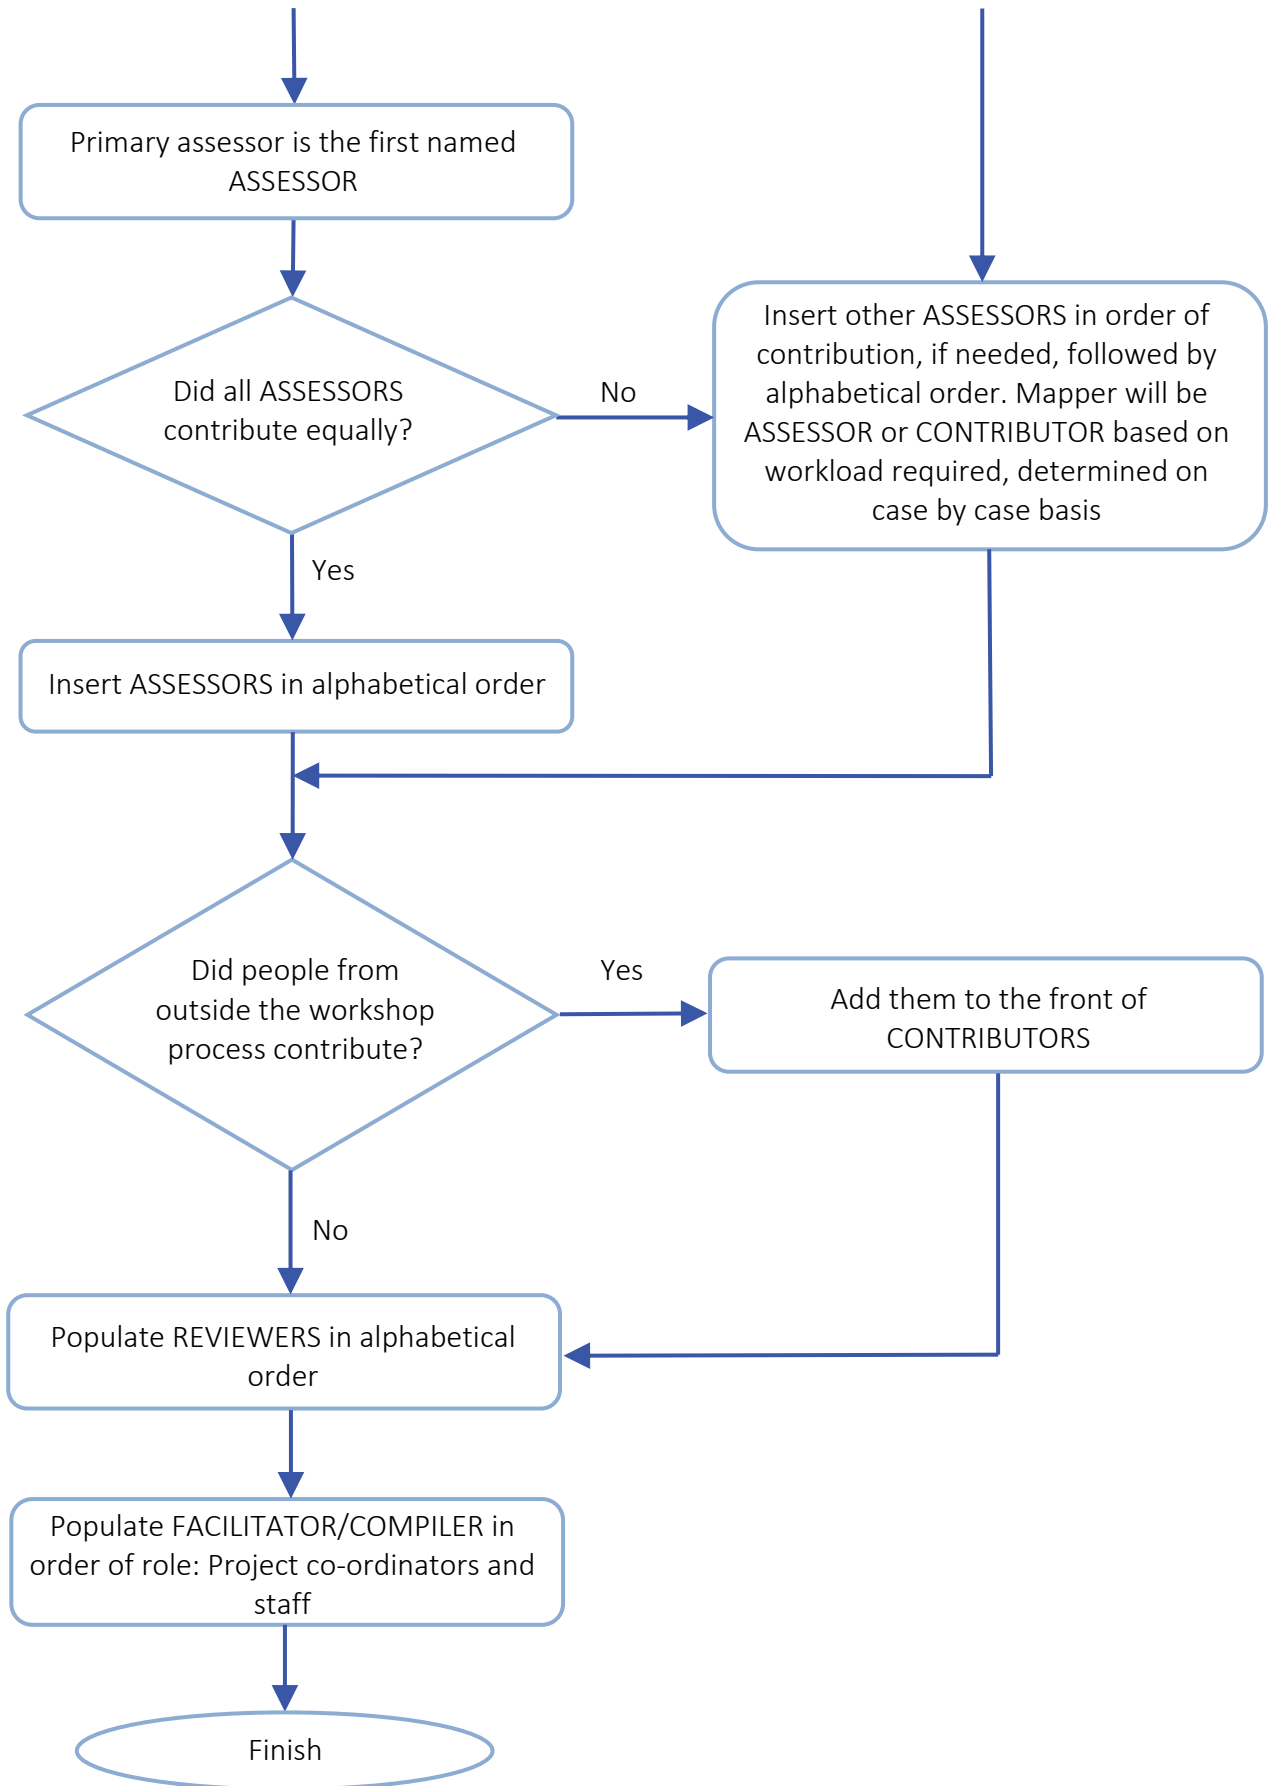 Primary assessor is the first named
ASSESSOR
Did all ASSESSORS
contribute equally?
No
Insert other ASSESSORS in order of
contribution, if needed, followed by
alphabetical order. Mapper will be
ASSESSOR or CONTRIBUTOR based on
workload required, determined on
case by case basis
Yes
Insert ASSESSORS in alphabetical order
Did people from
outside the workshop
process contribute?
Yes
Add them to the front of
CONTRIBUTORS
No
Populate REVIEWERS in alphabetical
order
Populate FACILITATOR/COMPILER in
order of role: Project co-ordinators and
staff
Finish